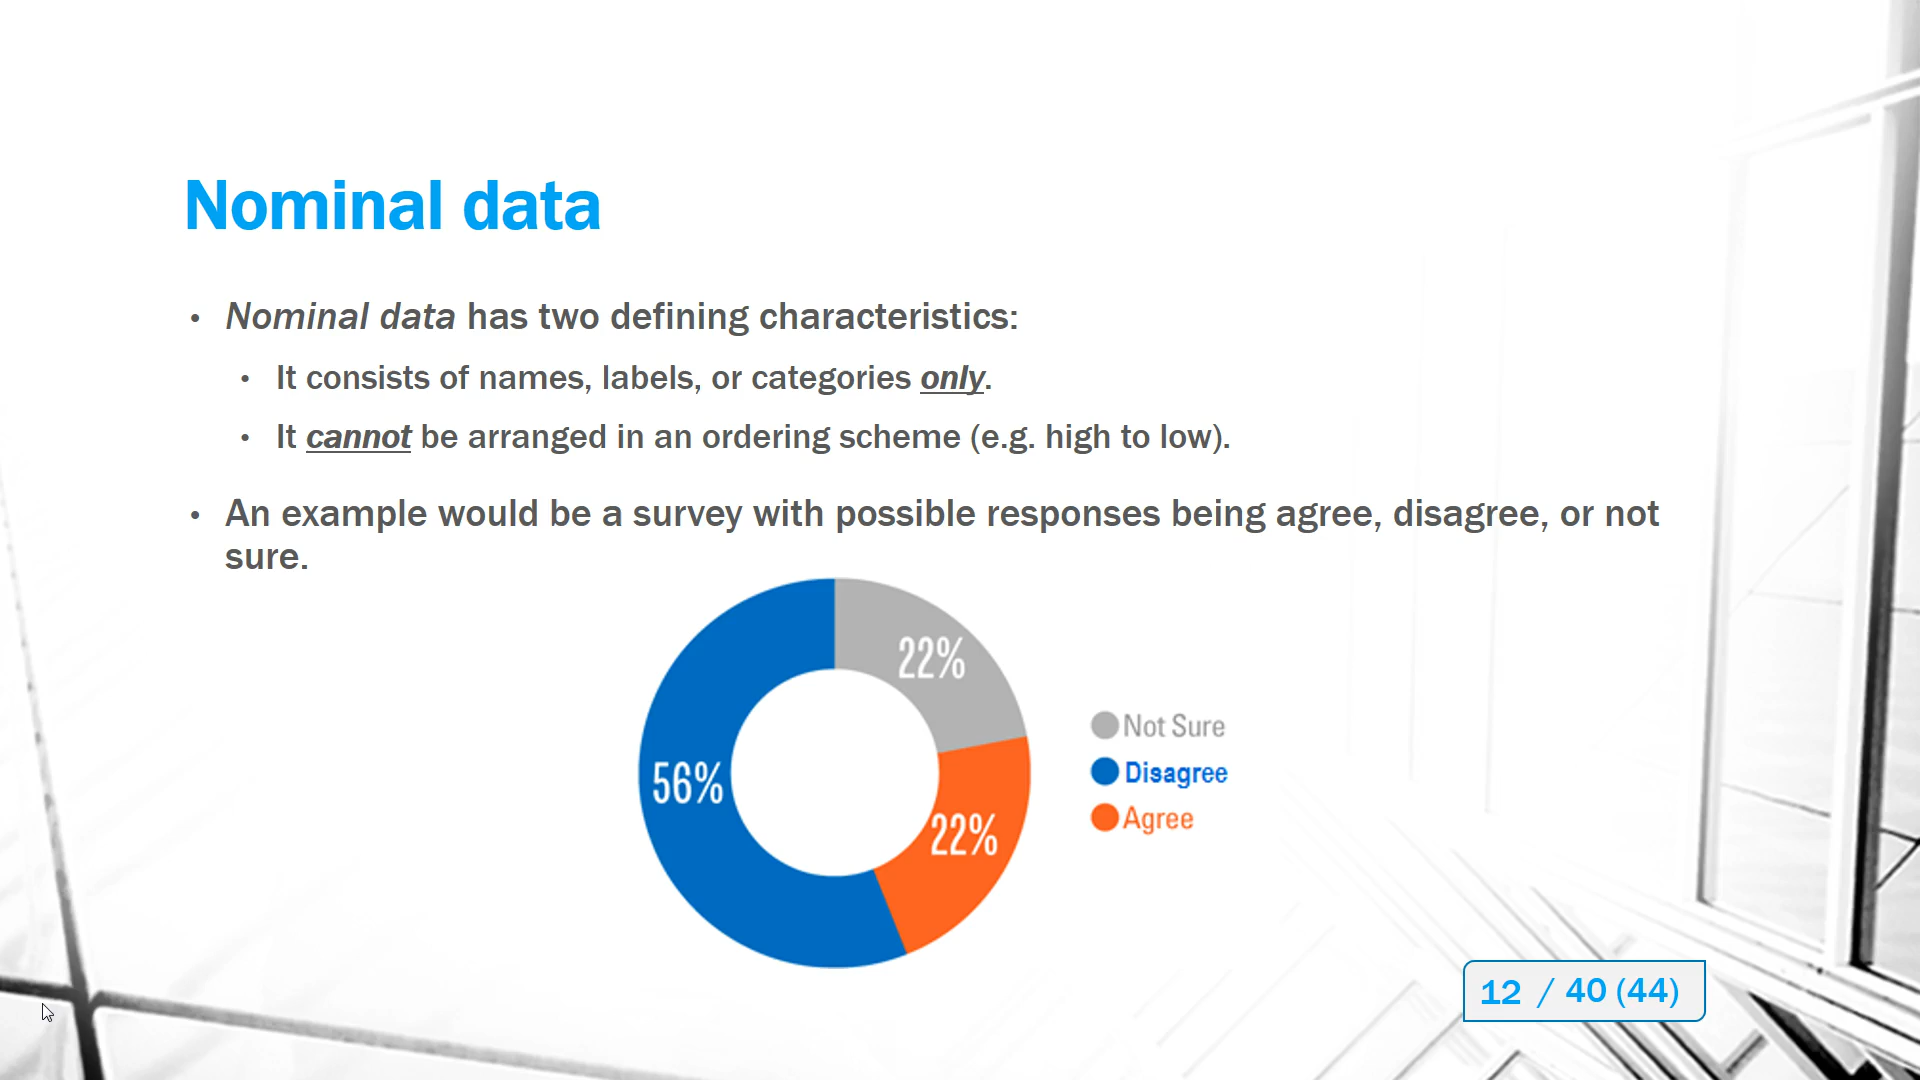 Nominal data
• Nominal data has two defining characteristics:
• It consists of names, labels, or categories only.
• It cannot be arranged in an ordering scheme (e.g. high to low).
• An example would be a survey with possible responses being agree, disagree, or not
sure.
22%
56%
22%
Not Sure
Disagree
Agree
12 / 40 (44)